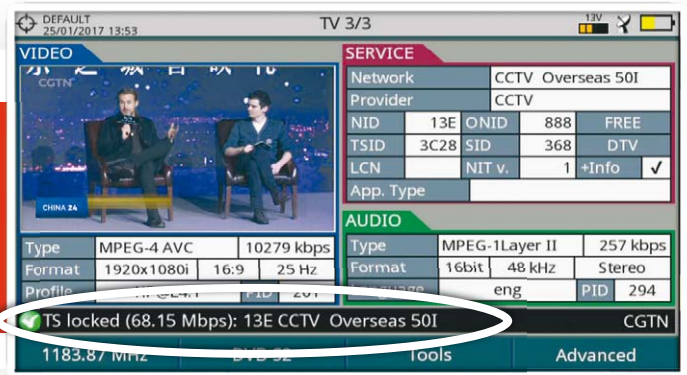 DEFAULT
25/01/2017 13:53
TV 3/3
13V
VIDEO
CGTN
CHINA 24
Type MPEG-4 AVC 10279 kbps
Format 1920x1080i 16:9 25 Hz
Profile PID
SERVICE
Network CCTV Overseas 50I
Provider CCTV
NID 13E ONID 888 FREE
TSID 3C28 SID 368 DTV
LCN NIT v. 1 +Info ✓
App. Type
AUDIO
Type MPEG-1Layer II 257 kbps
Format 16bit 48 kHz Stereo
eng PID 294
TS locked (68.15 Mbps): 13E CCTV Overseas 50I
CGTN
1183.87 MHz
Tools
Advanced